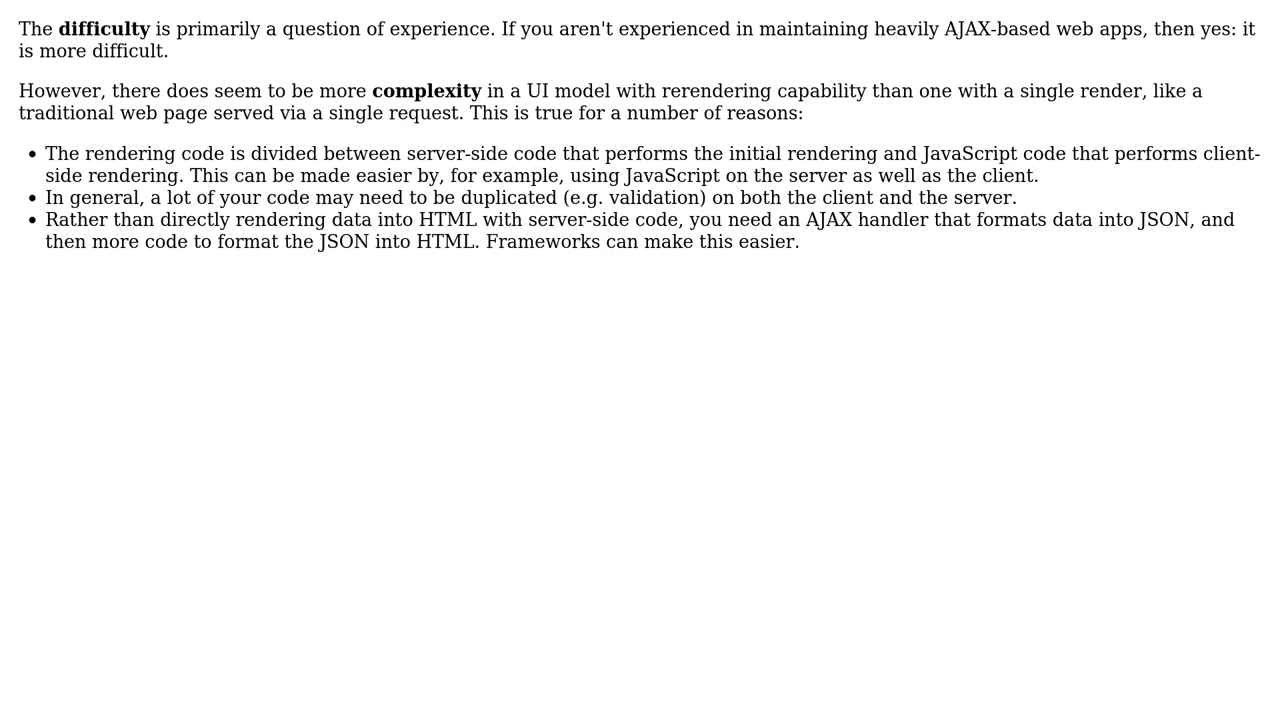 The difficulty is primarily a question of experience. If you aren't experienced in maintaining heavily AJAX-based web apps, then yes: it
is more difficult.
However, there does seem to be more complexity in a UI model with rerendering capability than one with a single render, like a
traditional web page served via a single request. This is true for a number of reasons:
• The rendering code is divided between server-side code that performs the initial rendering and JavaScript code that performs client-
side rendering. This can be made easier by, for example, using JavaScript on the server as well as the client.
• In general, a lot of your code may need to be duplicated (e.g. validation) on both the client and the server.
• Rather than directly rendering data into HTML with server-side code, you need an AJAX handler that formats data into JSON, and
then more code to format the JSON into HTML. Frameworks can make this easier.